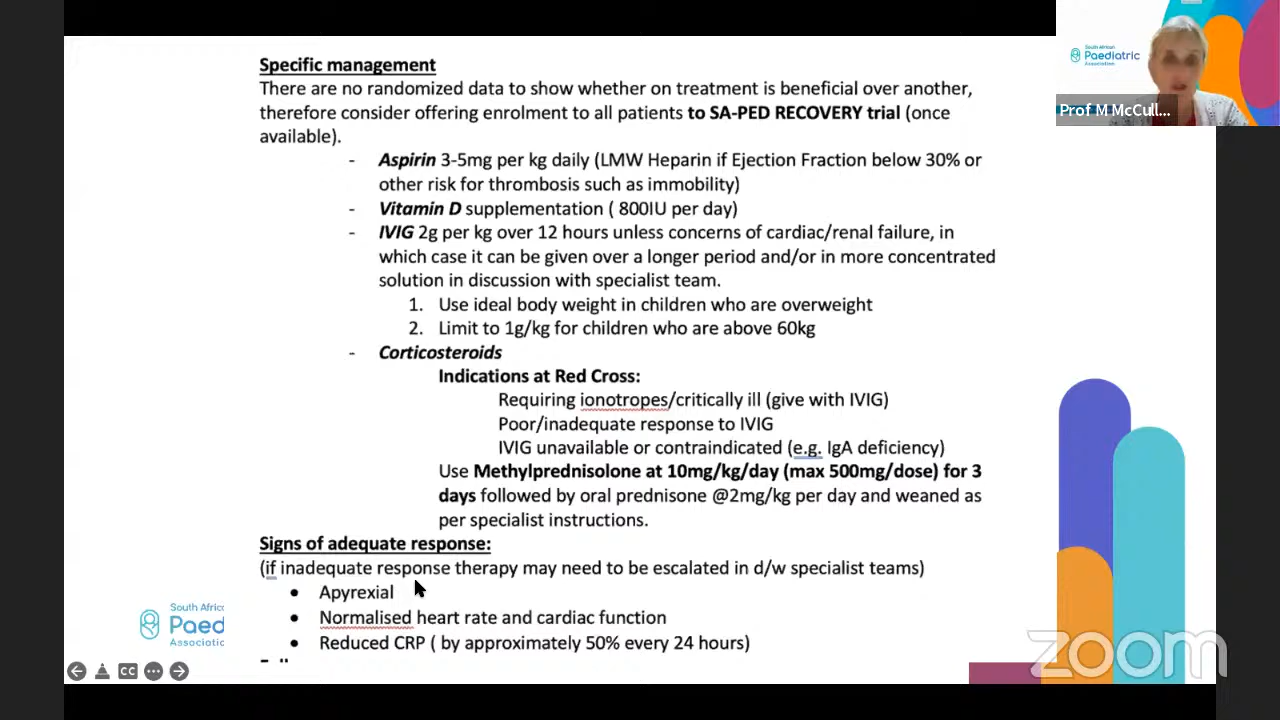 South African
Paediatric
Association
Prof M McCull...
Specific management
There are no randomized data to show whether on treatment is beneficial over another,
therefore consider offering enrolment to all patients to SA-PED RECOVERY trial (once
available).
- Aspirin 3-5mg per kg daily (LMW Heparin if Ejection Fraction below 30% or
other risk for thrombosis such as immobility)
- Vitamin D supplementation ( 800IU per day)
- IVIG 2g per kg over 12 hours unless concerns of cardiac/renal failure, in
which case it can be given over a longer period and/or in more concentrated
solution in discussion with specialist team.
1. Use ideal body weight in children who are overweight
2. Limit to 1g/kg for children who are above 60kg
- Corticosteroids
Indications at Red Cross:
Requiring ionotropes/critically ill (give with IVIG)
Poor/inadequate response to IVIG
IVIG unavailable or contraindicated (e.g. IgA deficiency)
Use Methylprednisolone at 10mg/kg/day (max 500mg/dose) for 3
days followed by oral prednisone @2mg/kg per day and weaned as
per specialist instructions.
Signs of adequate response:
(if inadequate response therapy may need to be escalated in d/w specialist teams)
• Apyrexial
• Normalised heart rate and cardiac function
• Reduced CRP ( by approximately 50% every 24 hours)
South Afric
Paed
Associatio
CC
zoom